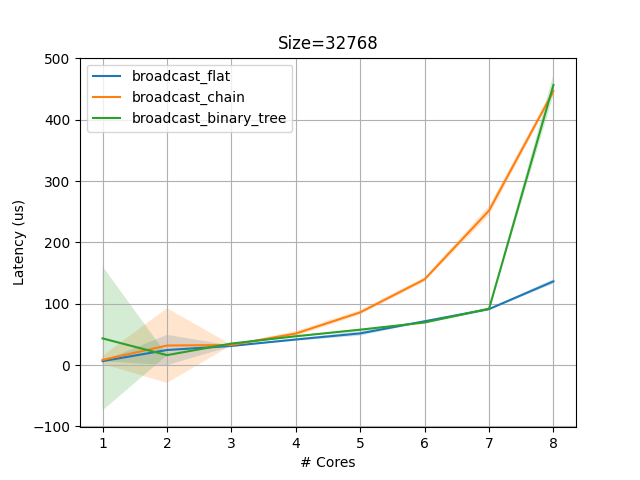 Size=32768
broadcast_flat
broadcast_chain
broadcast_binary_tree
500
400
300
200
100
0
−100
Latency (us)
1 2 3 4 5 6 7 8
# Cores